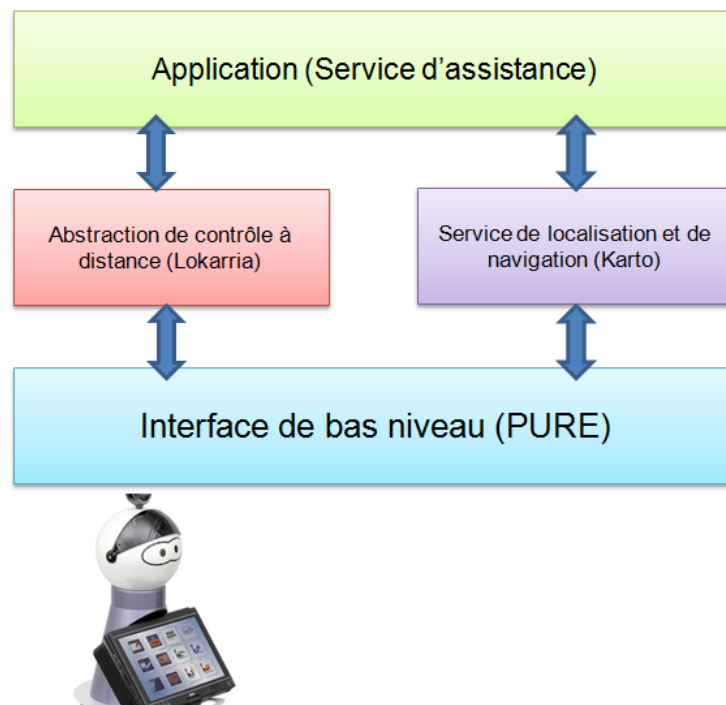 Application (Service d'assistance)
Abstraction de contrôle à
distance (Lokarria)
Service de localisation et de
navigation (Karto)
Interface de bas niveau (PURE)